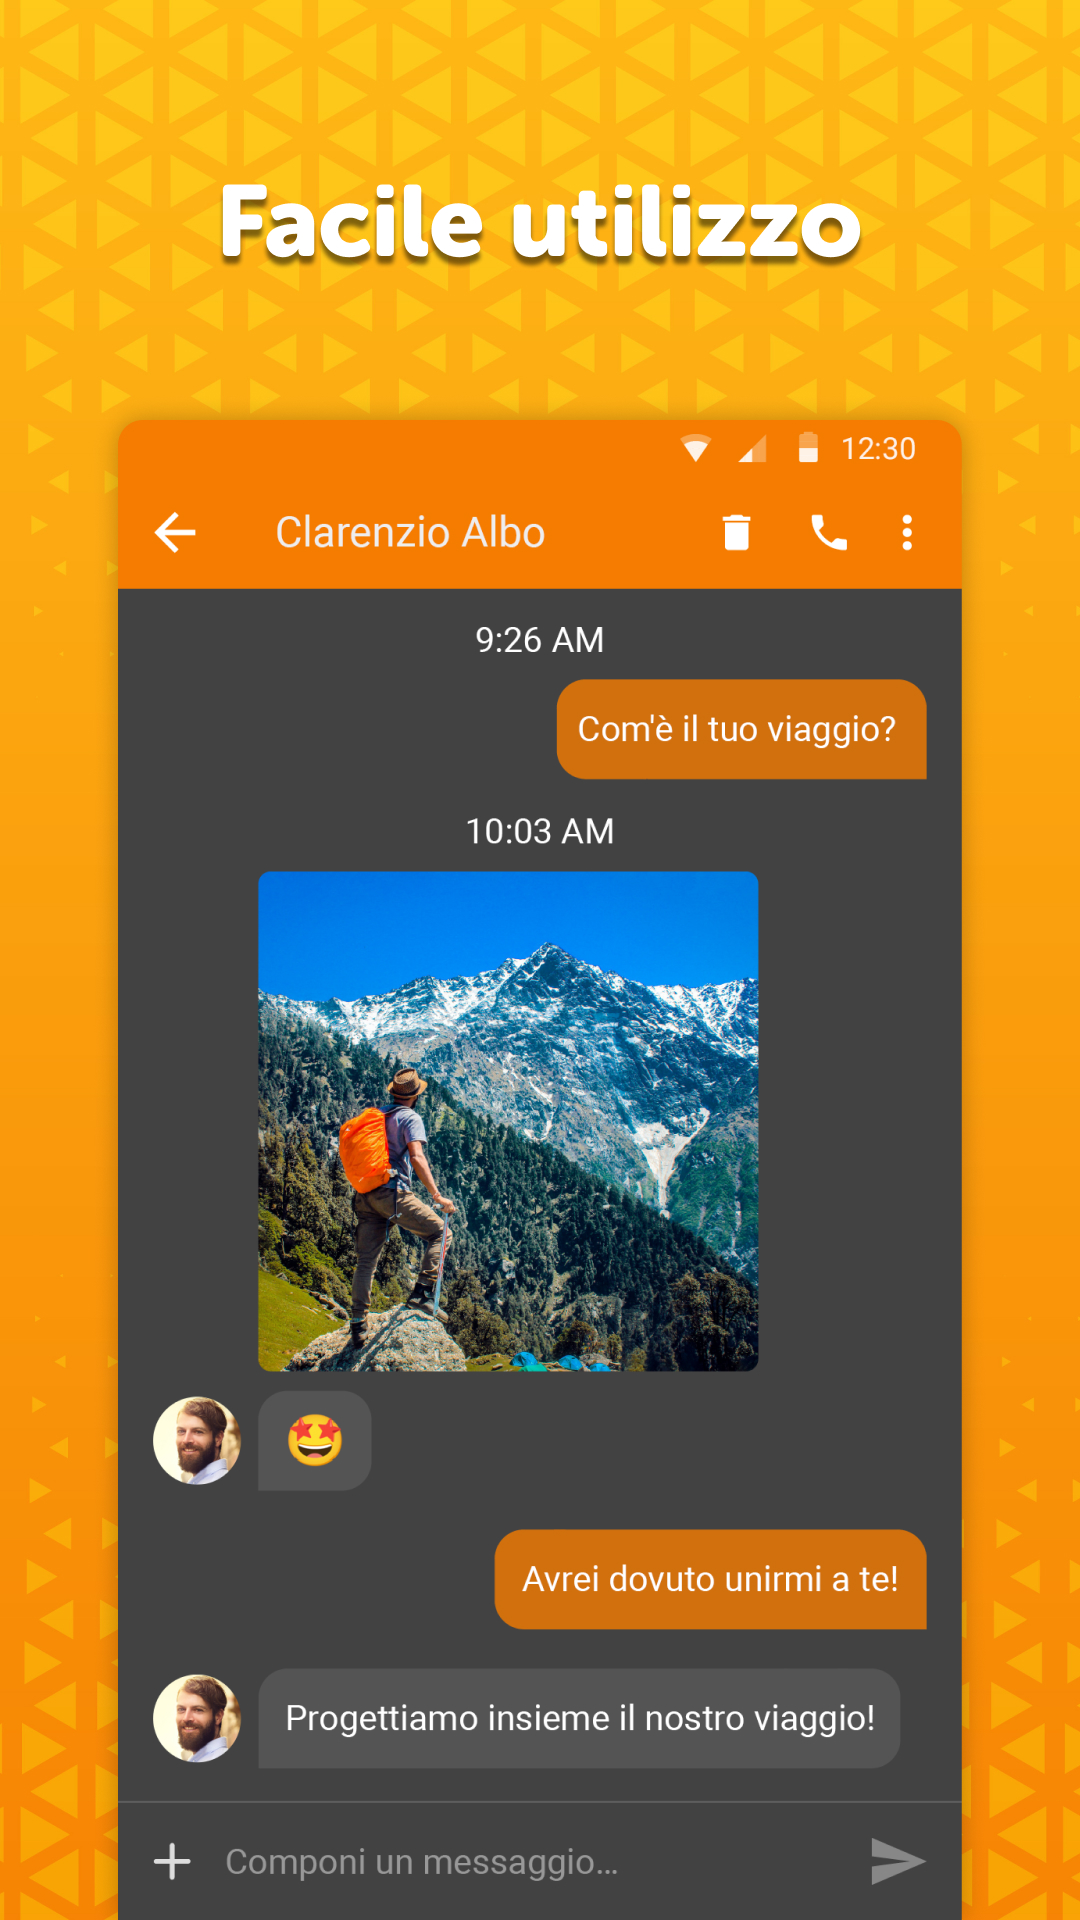 Facile utilizzo
12:30
Clarenzio Albo
9:26 AM
Com'è il tuo viaggio?
10:03 AM
Avrei dovuto unirmi a te!
Progettiamo insieme il nostro viaggio!
Componi un messaggio…